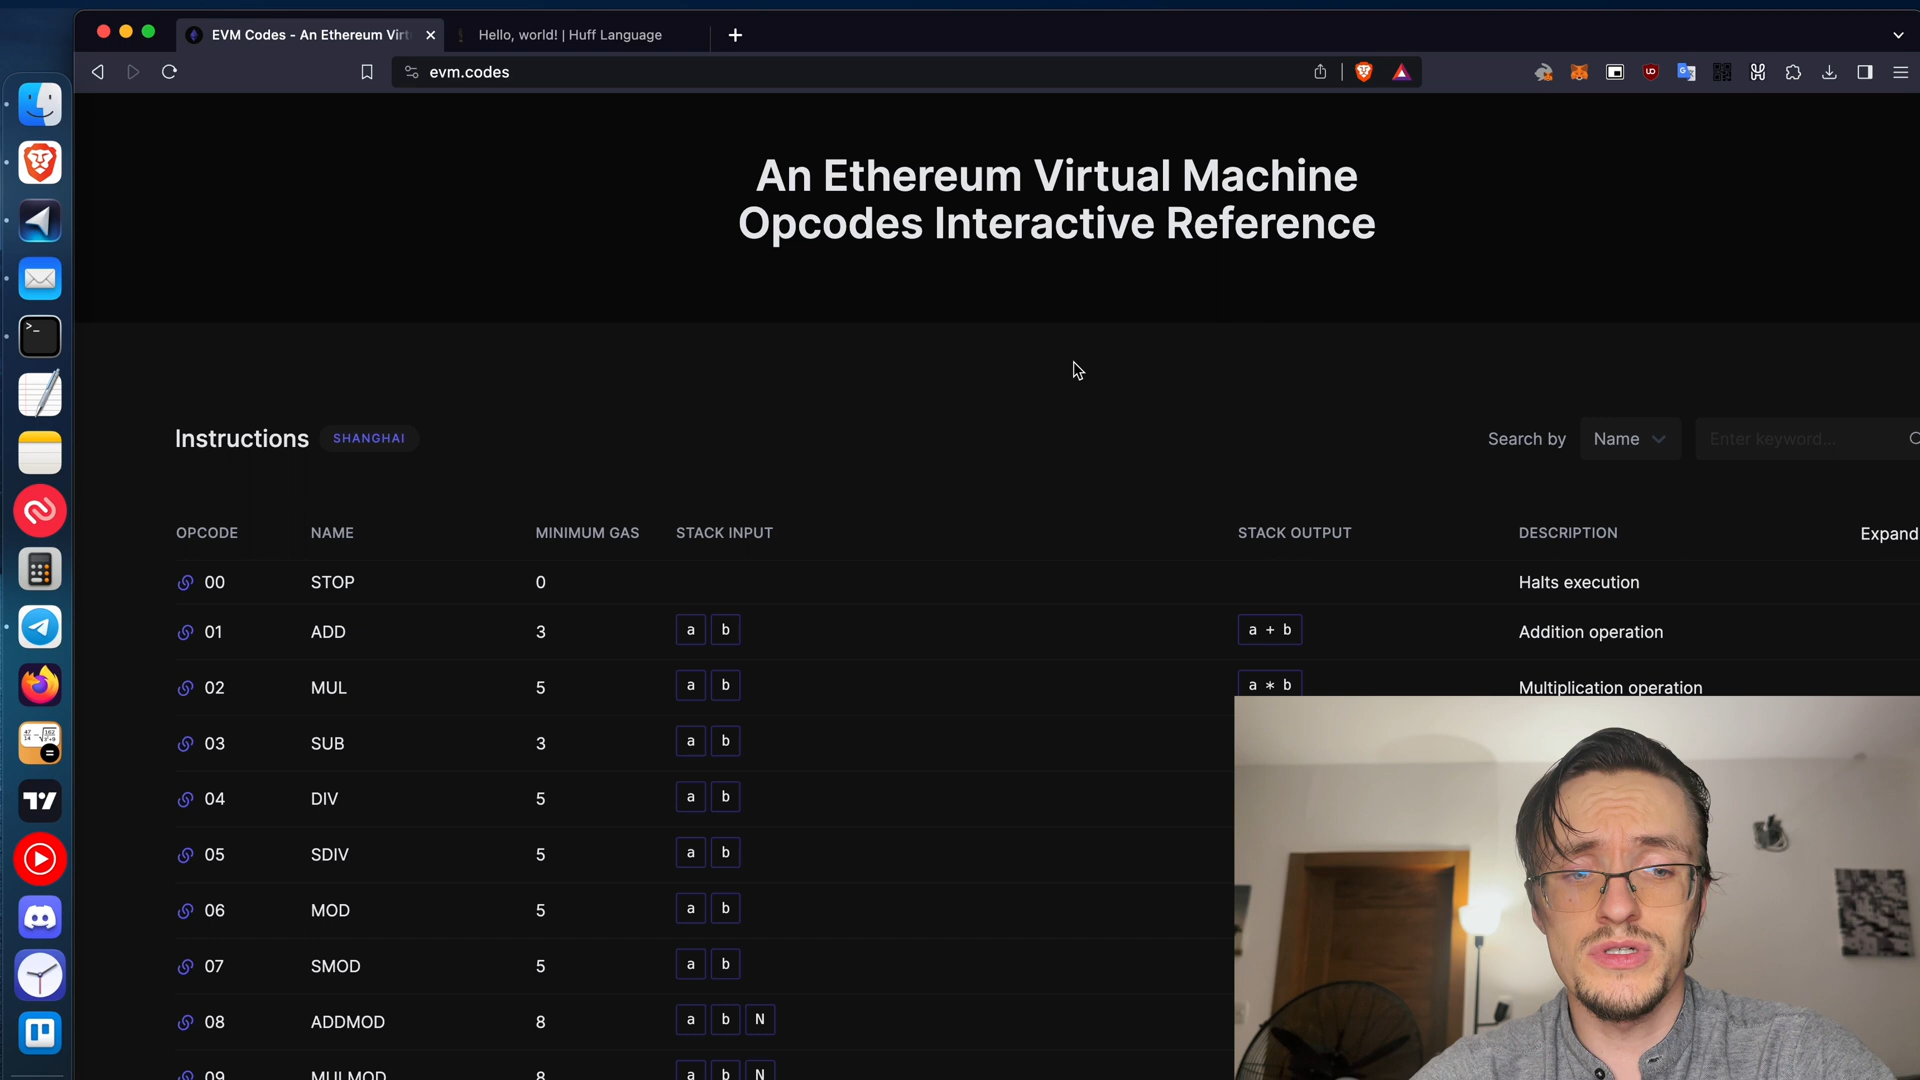 EVM Codes - An Ethereum Virt
Hello, world! | Huff Language
evm.codes
An Ethereum Virtual Machine
Opcodes Interactive Reference
Instructions SHANGHAI Search by Name Enter keyword...
OPCODE NAME MINIMUM GAS STACK INPUT STACK OUTPUT DESCRIPTION Expand
00 STOP 0 Halts execution
01 ADD 3 a b a + b Addition operation
02 MUL 5 a b a * b Multiplication operation
03 SUB 3 a b
04 DIV 5 a b
05 SDIV 5 a b
06 MOD 5 a b
07 SMOD 5 a b
08 ADDMOD 8 a b N
09 MULMOD 8 a b N